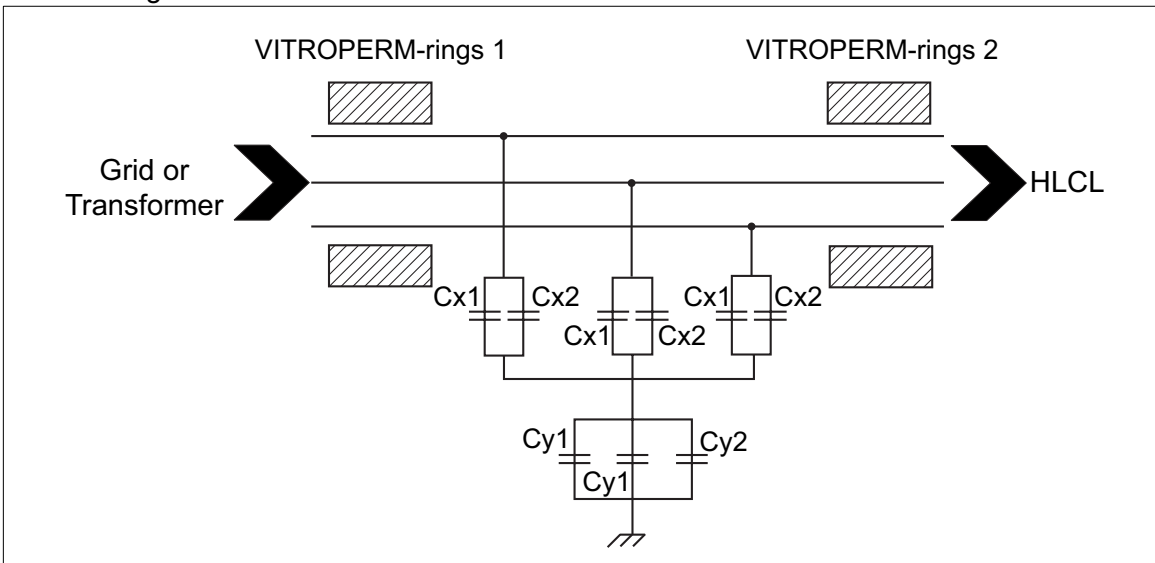 VITROPERM-rings 1
VITROPERM-rings 2
Grid or
Transformer
HLCL
Cx1
Cx2
Cx1
Cx2
Cx1
Cx2
Cy1
Cy1
Cy2